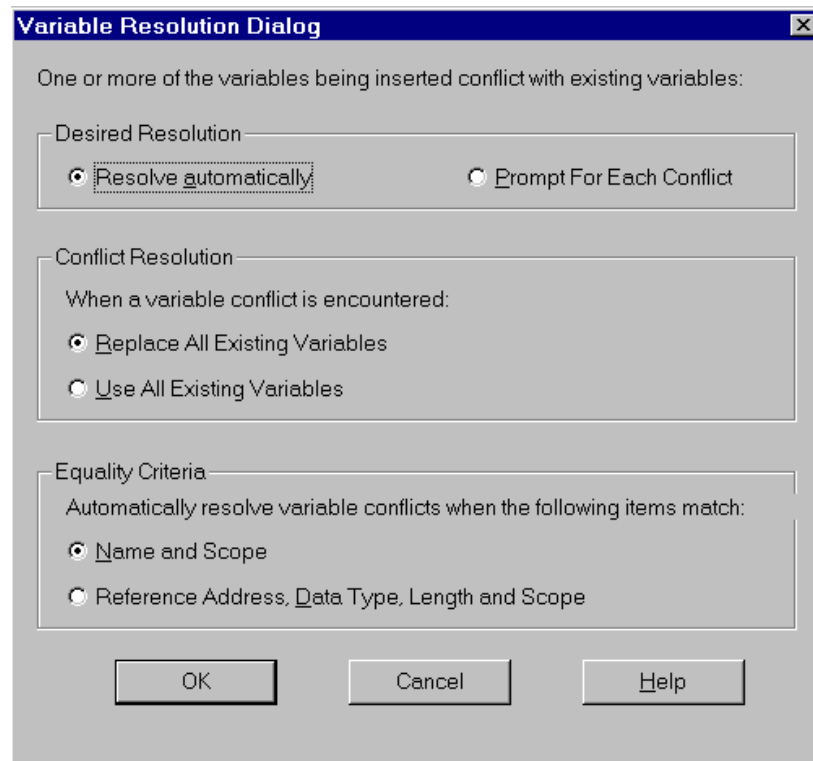 Variable Resolution Dialog
One or more of the variables being inserted conflict with existing variables:
Desired Resolution
Resolve automatically
Prompt For Each Conflict
Conflict Resolution
When a variable conflict is encountered:
Replace All Existing Variables
Use All Existing Variables
Equality Criteria
Automatically resolve variable conflicts when the following items match:
Name and Scope
Reference Address, Data Type, Length and Scope
OK
Cancel
Help